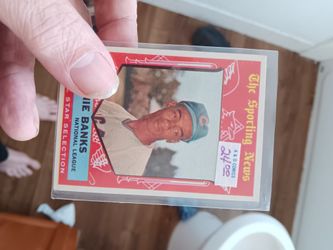 The Sporting News
IE BANKS
NATIONAL LEAGUE
STAR SELECTION